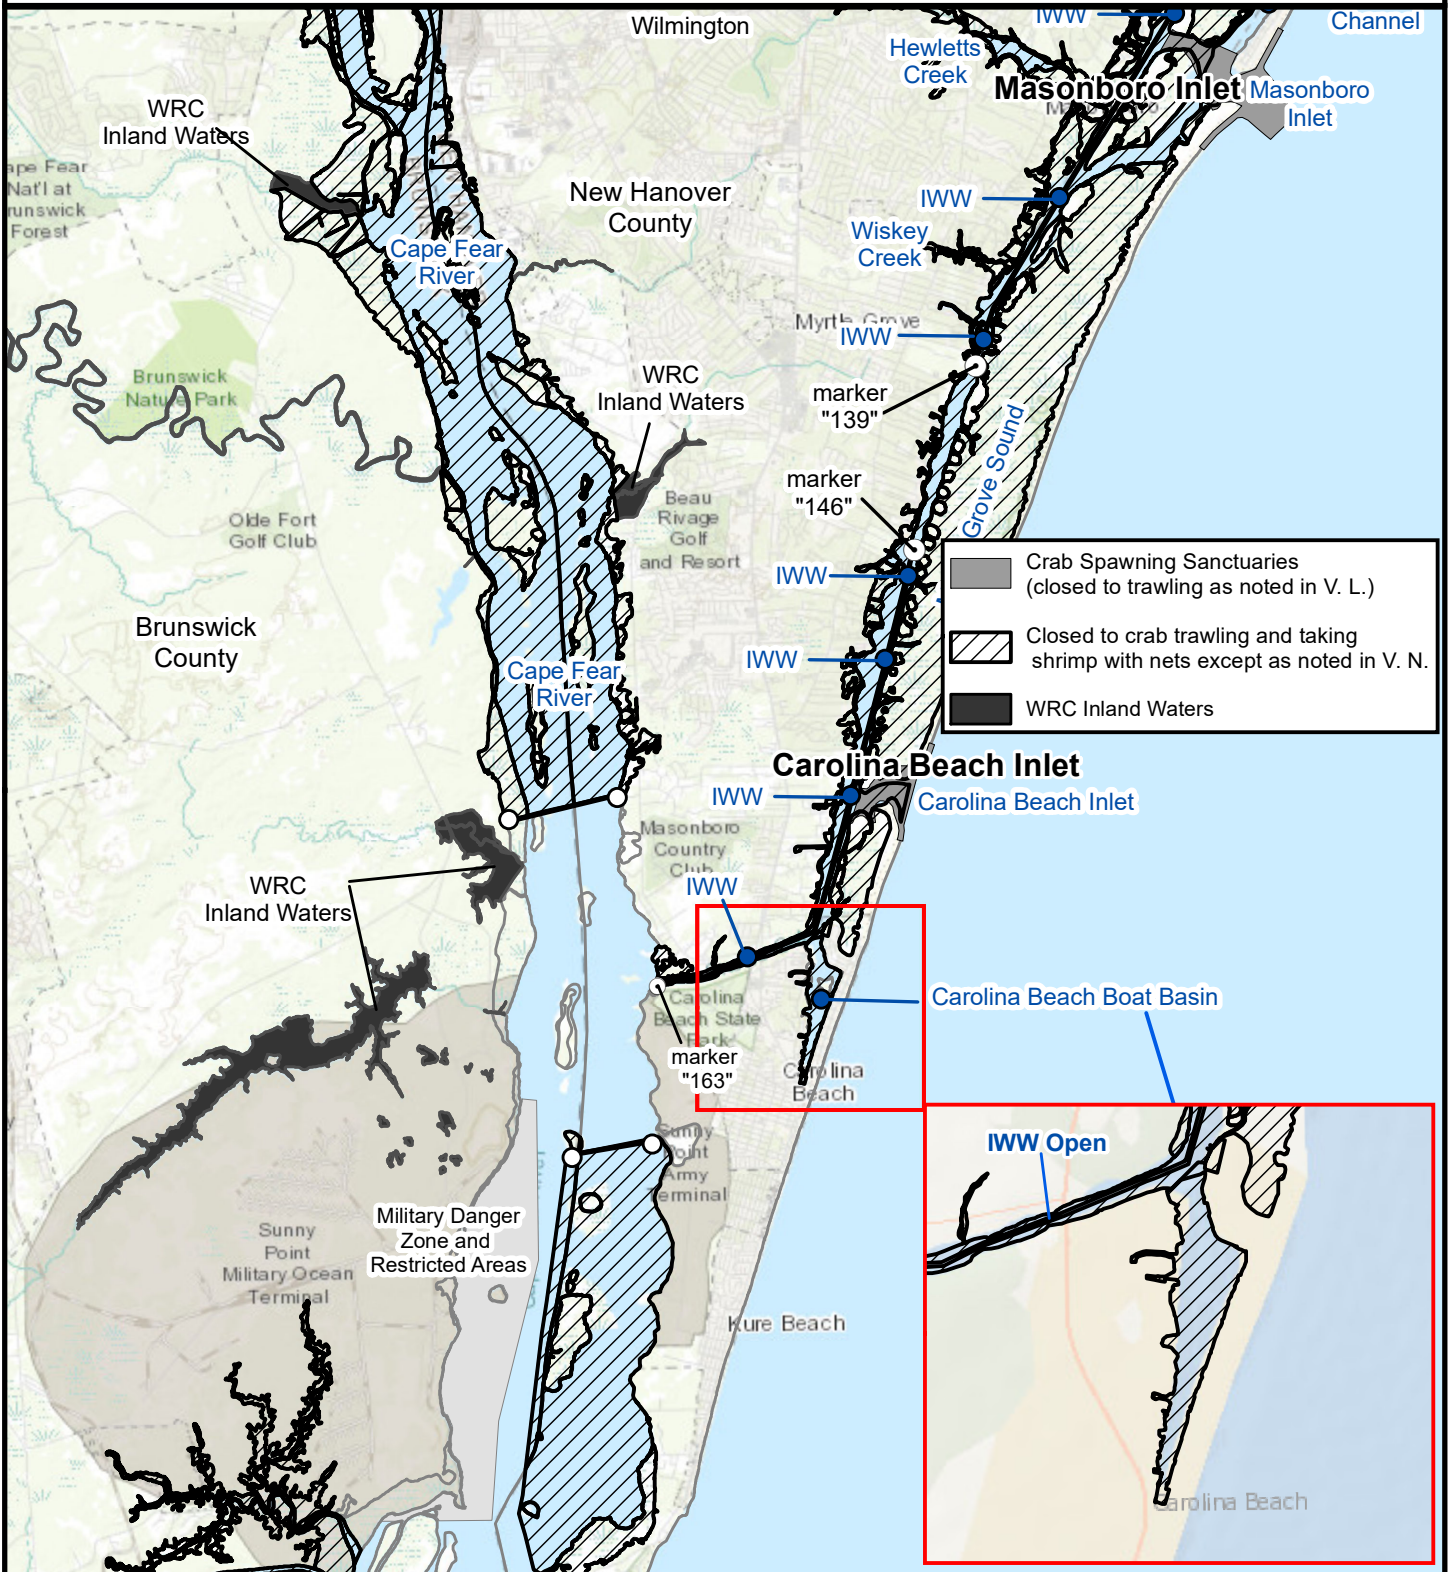 Wilmington
IWW
Channel
Hewletts
Creek
Masonboro Inlet
Masonboro
Inlet
WRC
Inland Waters
ape Fear
Nat'l at
runswick
Forest
New Hanover
County
IWW
Wiskey
Creek
Cape Fear
River
Myrtle Grove
IWW
Brunswick
Nature Park
WRC
Inland Waters
marker
"139"
Grove Sound
marker
"146"
Beau
Rivage
Golf
and Resort
Olde Fort
Golf Club
IWW
Crab Spawning Sanctuaries
(closed to trawling as noted in V. L.)
Closed to crab trawling and taking
shrimp with nets except as noted in V. N.
WRC Inland Waters
Brunswick
County
IWW
Cape Fear
River
Carolina Beach Inlet
IWW
Carolina Beach Inlet
Masonboro
Country
Club
WRC
Inland Waters
IWW
Carolina
Beach State
Park
Carolina Beach Boat Basin
marker
"163"
Carolina
Beach
Sunny
Point
Army
Terminal
IWW Open
Military Danger
Zone and
Restricted Areas
Sunny
Point
Military Ocean
Terminal
Kure Beach
Carolina Beach